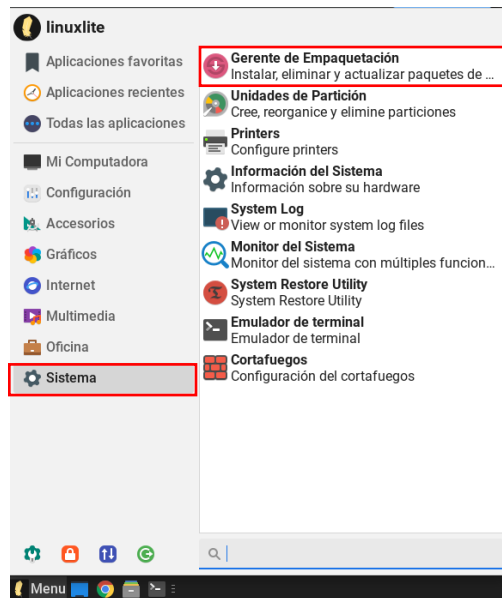 linuxlite
Aplicaciones favoritas
Aplicaciones recientes
Todas las aplicaciones
Mi Computadora
Configuración
Accesorios
Gráficos
Internet
Multimedia
Oficina
Sistema
Gerente de Empaquetación
Instalar, eliminar y actualizar paquetes de ...
Unidades de Partición
Cree, reorganice y elimine particiones
Printers
Configure printers
Información del Sistema
Información sobre su hardware
System Log
View or monitor system log files
Monitor del Sistema
Monitor del sistema con múltiples funcion...
System Restore Utility
System Restore Utility
Emulador de terminal
Emulador de terminal
Cortafuegos
Configuración del cortafuegos
Menu